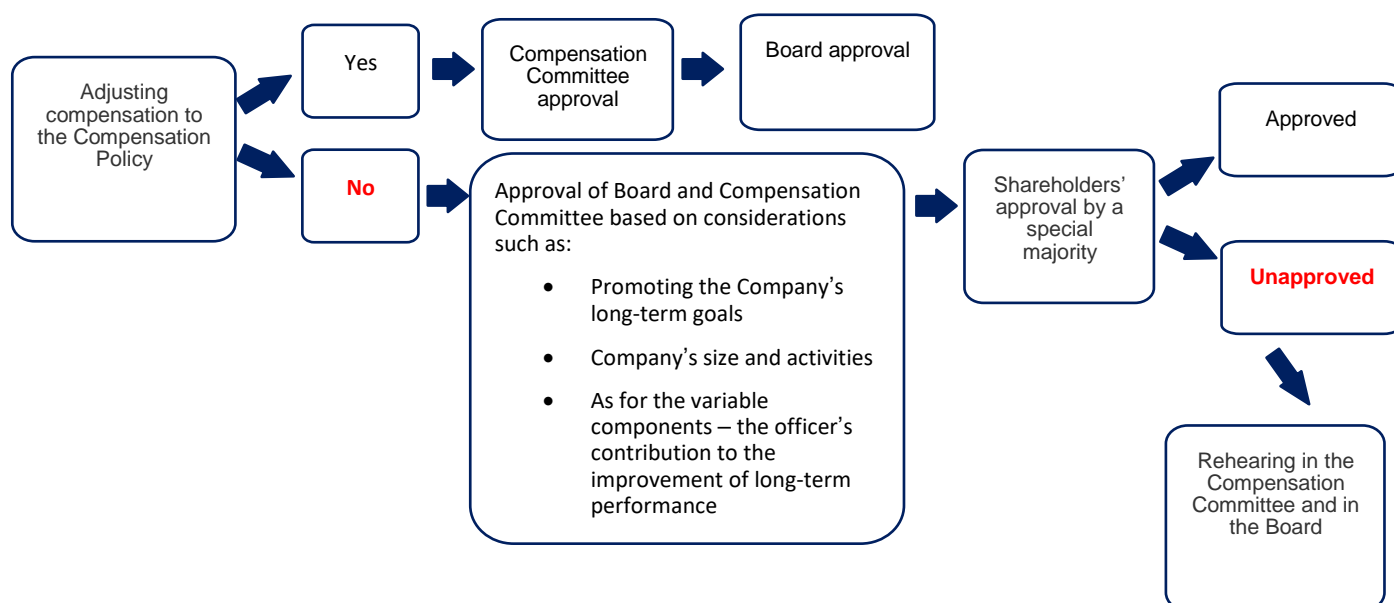 Adjusting
compensation to
the Compensation
Policy
Yes
Compensation
Committee
approval
Board approval
No
Approval of Board and Compensation
Committee based on considerations
such as:
• Promoting the Company’s
long-term goals
• Company’s size and activities
• As for the variable
components – the officer’s
contribution to the
improvement of long-term
performance
Shareholders’
approval by a
special
majority
Approved
Unapproved
Rehearing in the
Compensation
Committee and in
the Board